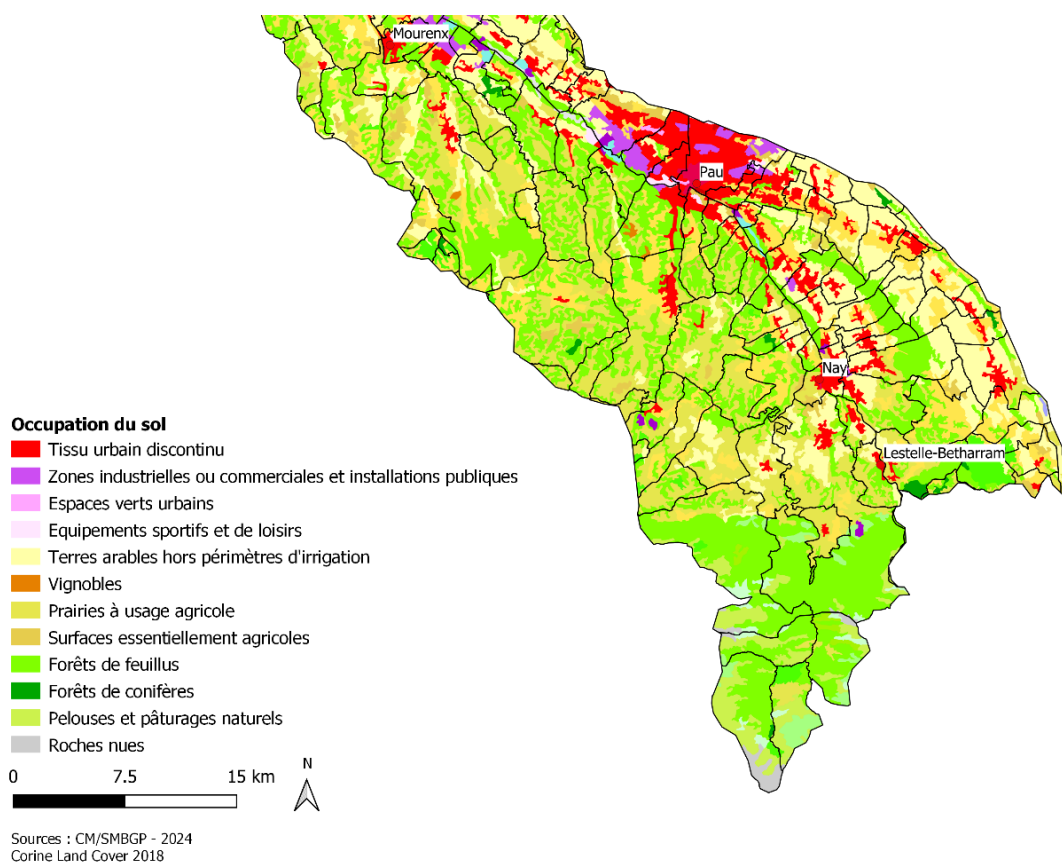 Mourenx
Pau
Nay
Lestelle-Betharram
Occupation du sol
Tissu urbain discontinu
Zones industrielles ou commerciales et installations publiques
Espaces verts urbains
Equipements sportifs et de loisirs
Terres arables hors périmètres d'irrigation
Vignobles
Prairies à usage agricole
Surfaces essentiellement agricoles
Forêts de feuillus
Forêts de conifères
Pelouses et pâturages naturels
Roches nues
0 7.5 15 km
N
Sources : CM/SMBGP - 2024
Corine Land Cover 2018